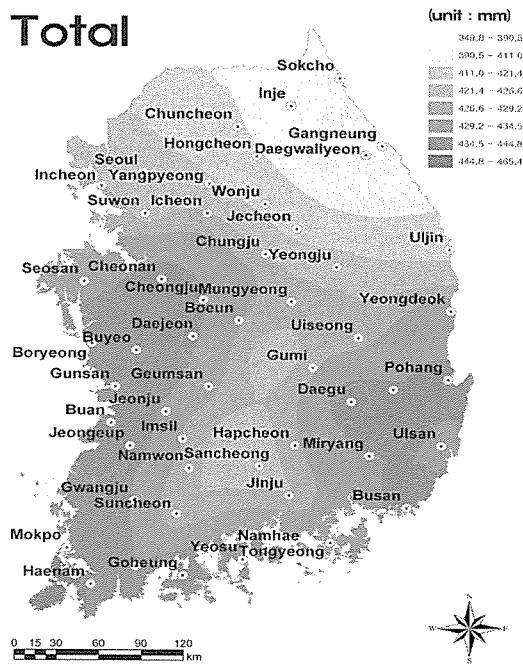 Total
(unit : mm)
349.8 - 390.5
390.5 - 411.0
411.0 - 421.4
421.4 - 426.6
426.6 - 429.2
429.2 - 434.5
434.5 - 444.8
444.8 - 465.4
Sokcho
Inje
Chuncheon
Gangneung
Hongcheon
Daegwallyeon
Seoul
Incheon
Yangpyeong
Wonju
Suwon
Icheon
Jecheon
Uljin
Chungju
Yeongju
Seosan
Cheonan
Cheongju
Mungyeong
Yeongdeok
Boeun
Daejeon
Uiseong
Buyeo
Boryeong
Gumi
Pohang
Gunsan
Geumsan
Daegu
Jeonju
Buan
Imsil
Jeongeup
Hapcheon
Miryang
Ulsan
Namwon
Sancheong
Gwangju
Jinju
Busan
Suncheon
Mokpo
Namhae
Yeosu
Tongyeong
Haenam
Goheung
0 15 30 60 90 120
km
N
W
E
S